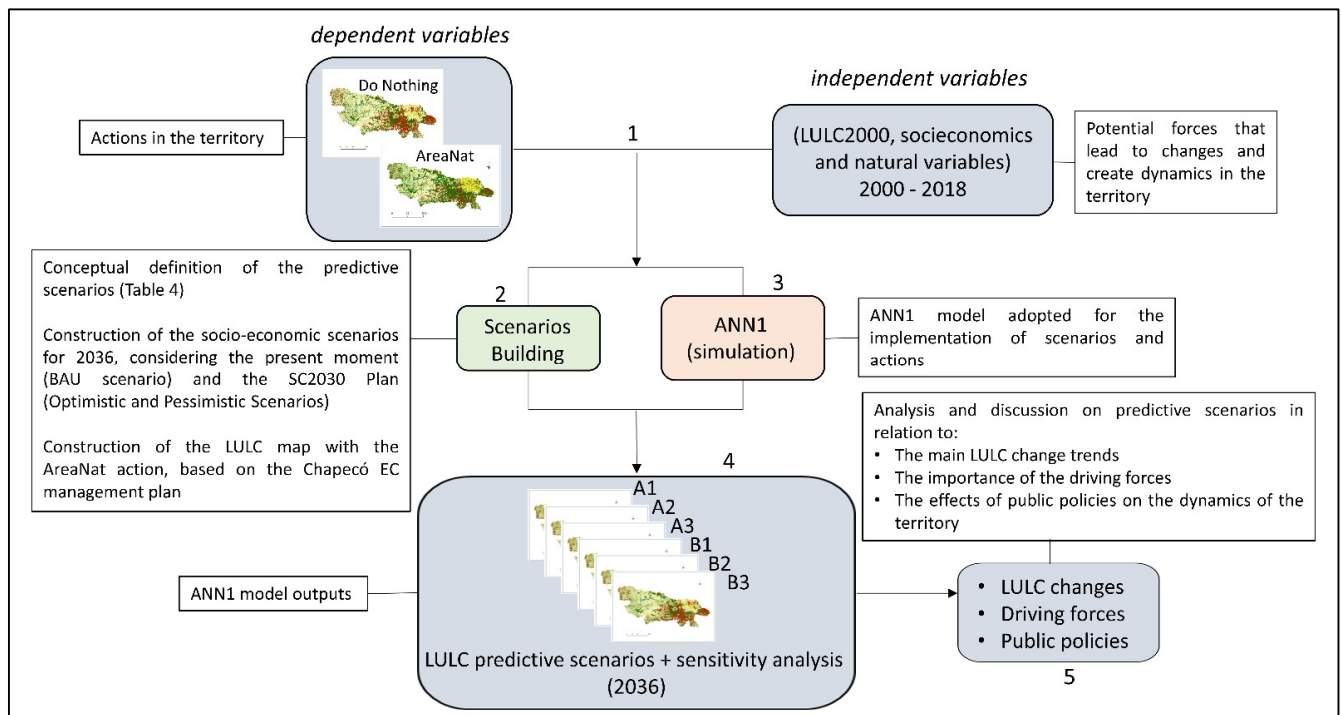 dependent variables
Do Nothing
AreaNat
Actions in the territory
1
independent variables
(LULC2000, socieconomics
and natural variables)
2000 - 2018
Potential forces that
lead to changes and
create dynamics in the
territory
Conceptual definition of the predictive
scenarios (Table 4)
Construction of the socio-economic scenarios
for 2036, considering the present moment
(BAU scenario) and the SC2030 Plan
(Optimistic and Pessimistic Scenarios)
Construction of the LULC map with the
AreaNat action, based on the Chapecó EC
management plan
2
Scenarios
Building
3
ANN1
(simulation)
ANN1 model adopted for the
implementation of scenarios and
actions
Analysis and discussion on predictive scenarios in
relation to:
• The main LULC change trends
• The importance of the driving forces
• The effects of public policies on the dynamics of the
territory
4
A1
A2
A3
B1
B2
B3
ANN1 model outputs
LULC predictive scenarios + sensitivity analysis
(2036)
• LULC changes
• Driving forces
• Public policies
5